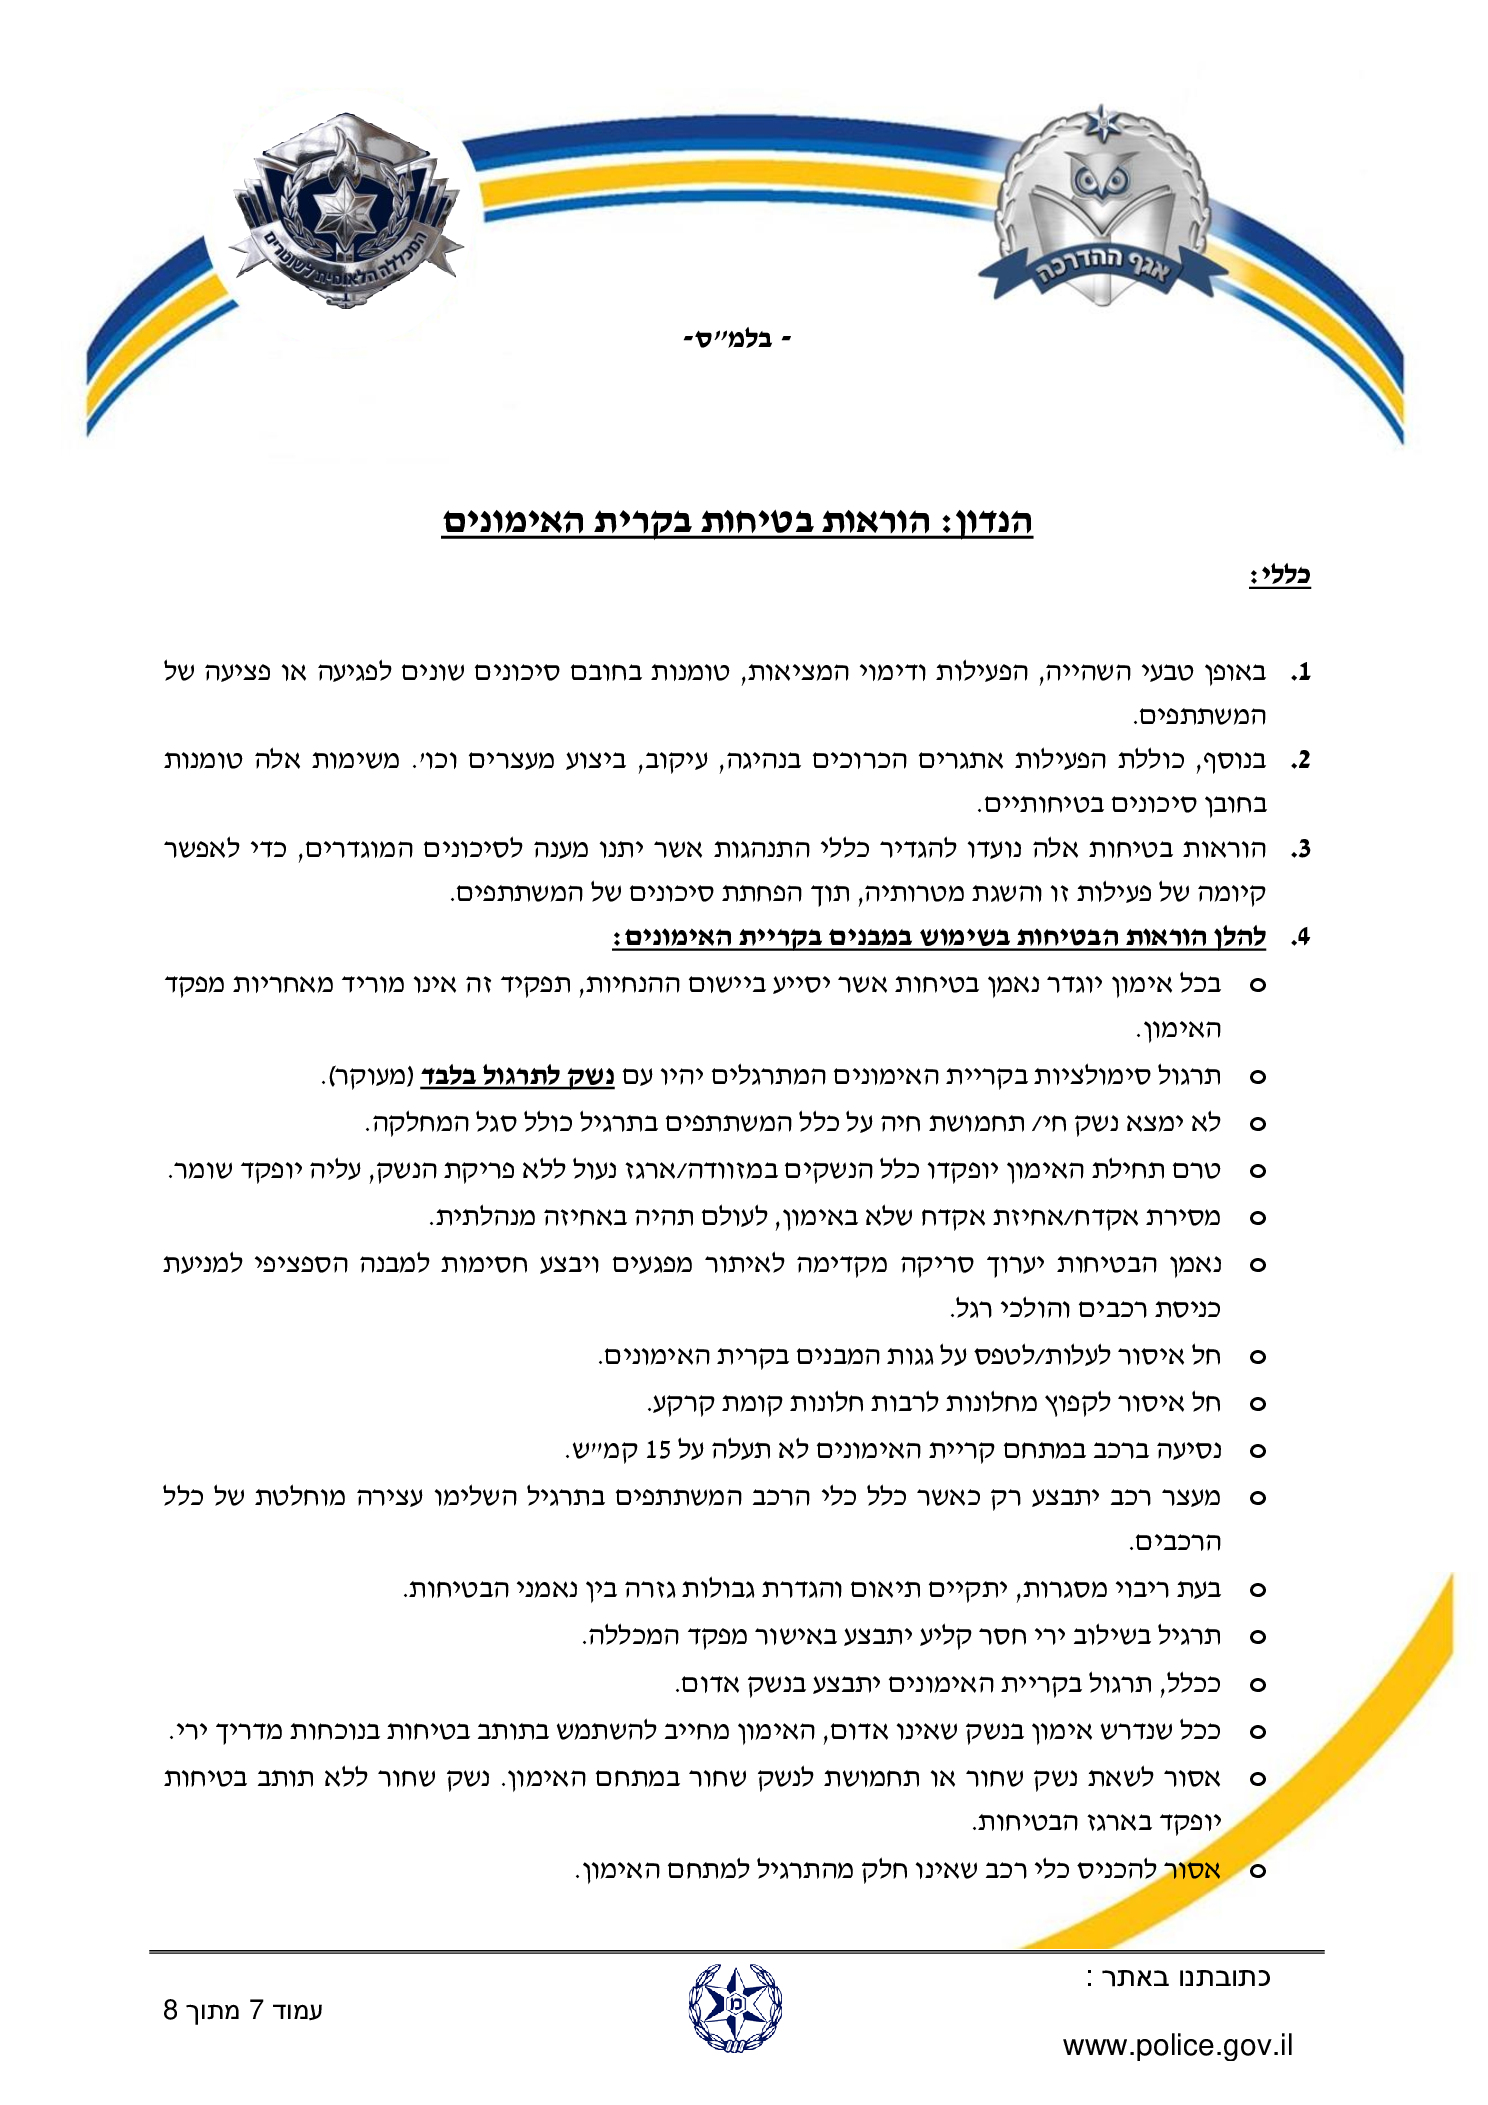 המכללה הלאומית לשוטרים
אגף ההדרכה
- בלמ"ס-
הנדון: הוראות בטיחות בקרית האימונים
כללי:
1. באופן טבעי השהייה, הפעילות ודימוי המציאות, טומנות בחובם סיכונים שונים לפגיעה או פציעה של
המשתתפים.
2. בנוסף, כוללת הפעילות אתגרים הכרוכים בנהיגה, עיקוב, ביצוע מעצרים וכו'. משימות אלה טומנות
בחובן סיכונים בטיחותיים.
3. הוראות בטיחות אלה נועדו להגדיר כללי התנהגות אשר יתנו מענה לסיכונים המוגדרים, כדי לאפשר
קיומה של פעילות זו והשגת מטרותיה, תוך הפחתת סיכונים של המשתתפים.
4. להלן הוראות הבטיחות בשימוש במבנים בקריית האימונים:
o בכל אימון יוגדר נאמן בטיחות אשר יסייע ביישום ההנחיות, תפקיד זה אינו מוריד מאחריות מפקד
האימון.
o תרגול סימולציות בקריית האימונים המתרגלים יהיו עם נשק לתרגול בלבד (מעוקר).
o לא ימצא נשק חי/ תחמושת חיה על כלל המשתתפים בתרגיל כולל סגל המחלקה.
o טרם תחילת האימון יופקדו כלל הנשקים במזוודה/ארגז נעול ללא פריקת הנשק, עליה יופקד שומר.
o מסירת אקדח/אחיזת אקדח שלא באימון, לעולם תהיה באחיזה מנהלתית.
o נאמן הבטיחות יערוך סריקה מקדימה לאיתור מפגעים ויבצע חסימות למבנה הספציפי למניעת
כניסת רכבים והולכי רגל.
o חל איסור לעלות/לטפס על גגות המבנים בקרית האימונים.
o חל איסור לקפוץ מחלונות לרבות חלונות קומת קרקע.
o נסיעה ברכב במתחם קריית האימונים לא תעלה על 15 קמ"ש.
o מעצר רכב יתבצע רק כאשר כלל כלי הרכב המשתתפים בתרגיל השלימו עצירה מוחלטת של כלל
הרכבים.
o בעת ריבוי מסגרות, יתקיים תיאום והגדרת גבולות גזרה בין נאמני הבטיחות.
o תרגיל בשילוב ירי חסר קליע יתבצע באישור מפקד המכללה.
o ככלל, תרגול בקריית האימונים יתבצע בנשק אדום.
o ככל שנדרש אימון בנשק שאינו אדום, האימון מחייב להשתמש בתותב בטיחות בנוכחות מדריך ירי.
o אסור לשאת נשק שחור או תחמושת לנשק שחור במתחם האימון. נשק שחור ללא תותב בטיחות
יופקד בארגז הבטיחות.
o אסור להכניס כלי רכב שאינו חלק מהתרגיל למתחם האימון.
כתובתנו באתר :
עמוד 7 מתוך 8
www.police.gov.il